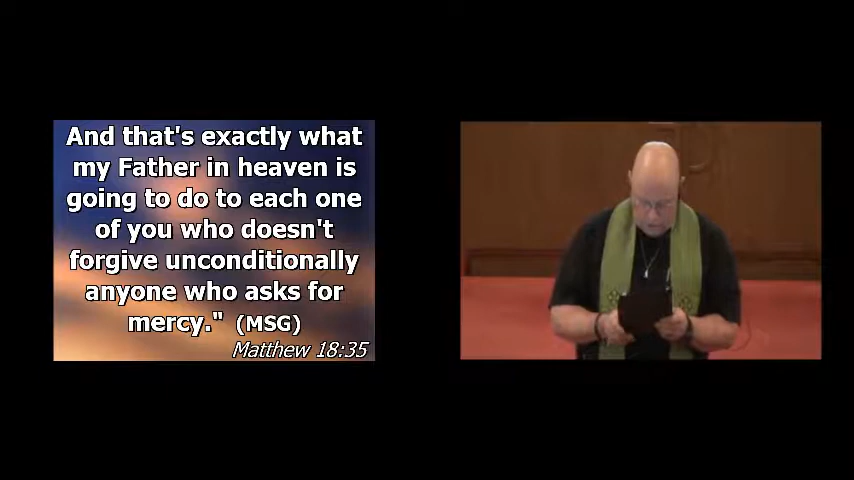 And that's exactly what
my Father in heaven is
going to do to each one
of you who doesn't
forgive unconditionally
anyone who asks for
mercy." (MSG)
Matthew 18:35